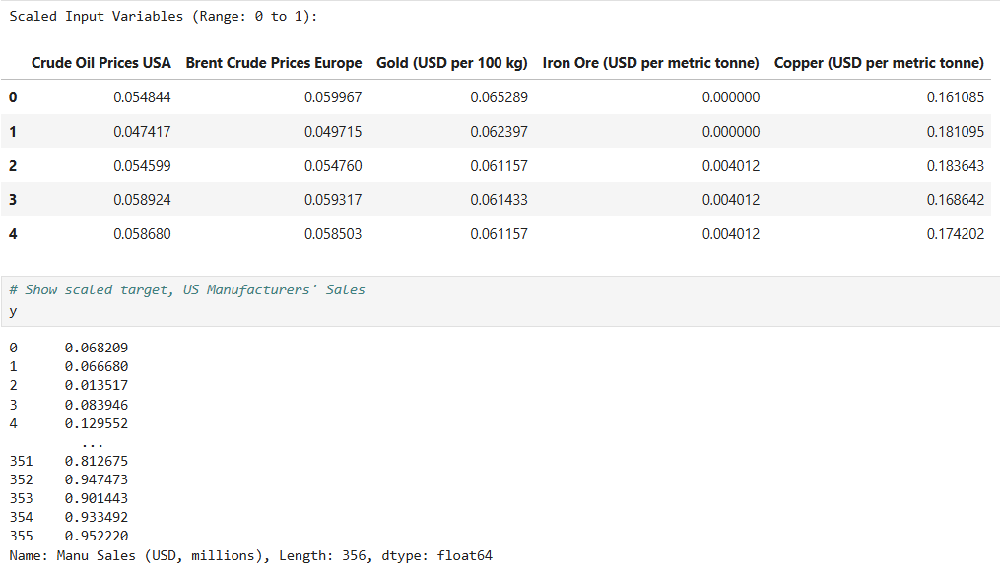 Scaled Input Variables (Range: 0 to 1):
Crude Oil Prices USA Brent Crude Prices Europe Gold (USD per 100 kg) Iron Ore (USD per metric tonne) Copper (USD per metric tonne)
0 0.054844 0.059967 0.065289 0.000000 0.161085
1 0.047417 0.049715 0.062397 0.000000 0.181095
2 0.054599 0.054760 0.061157 0.004012 0.183643
3 0.058924 0.059317 0.061433 0.004012 0.168642
4 0.058680 0.058503 0.061157 0.004012 0.174202
# Show scaled target, US Manufacturers' Sales
y
0 0.068209
1 0.066680
2 0.013517
3 0.083946
4 0.129552
...
351 0.812675
352 0.947473
353 0.901443
354 0.933492
355 0.952220
Name: Manu Sales (USD, millions), Length: 356, dtype: float64